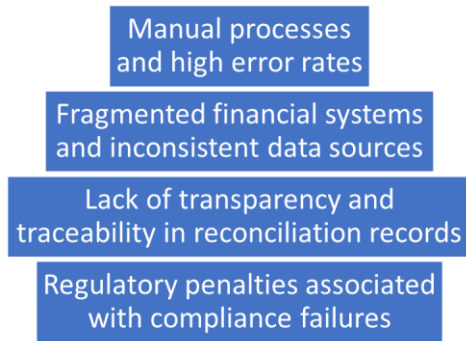 Manual processes
and high error rates
Fragmented financial systems
and inconsistent data sources
Lack of transparency and
traceability in reconciliation records
Regulatory penalties associated
with compliance failures